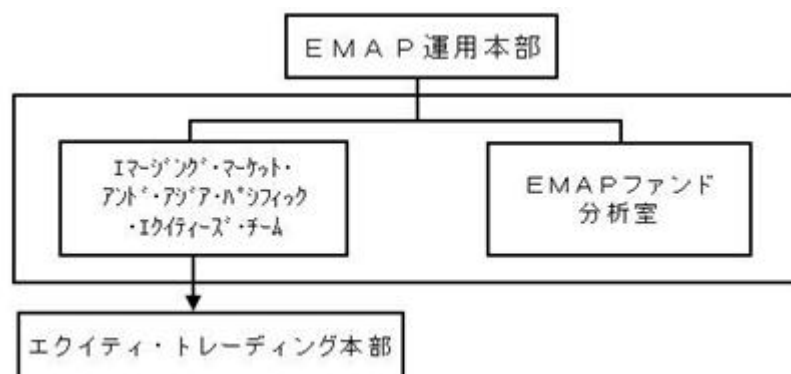 ＥＭＡＰ運用本部
ｴﾏｰｼﾞﾝｸﾞ･ﾏｰｹｯﾄ･
ｱﾝﾄﾞ･ｱｼﾞｱ･ﾊﾟｼﾌｨｯｸ
･ｴｸｲﾃｨｰｽﾞ･ﾁｰﾑ
ＥＭＡＰファンド
分析室
エクイティ・トレーディング本部